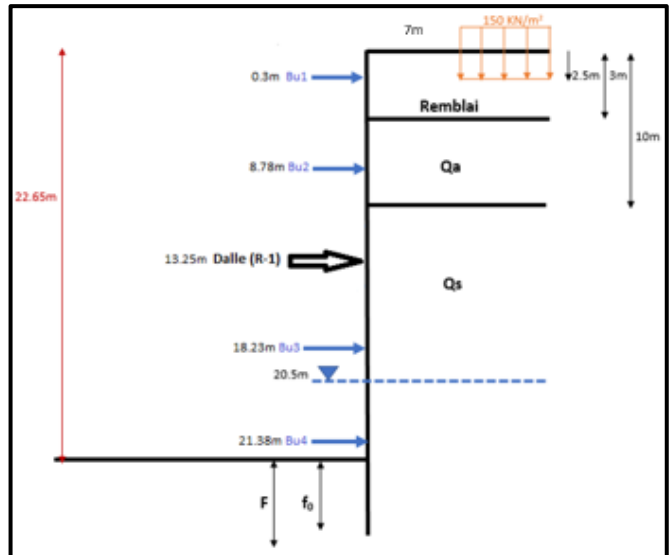 7m
150 KN/m²
0.3m Bu1
2.5m
3m
Remblai
10m
8.78m Bu2
Qa
22.65m
13.25m Dalle (R-1)
Qs
18.23m Bu3
20.5m
21.38m Bu4
F
f₀